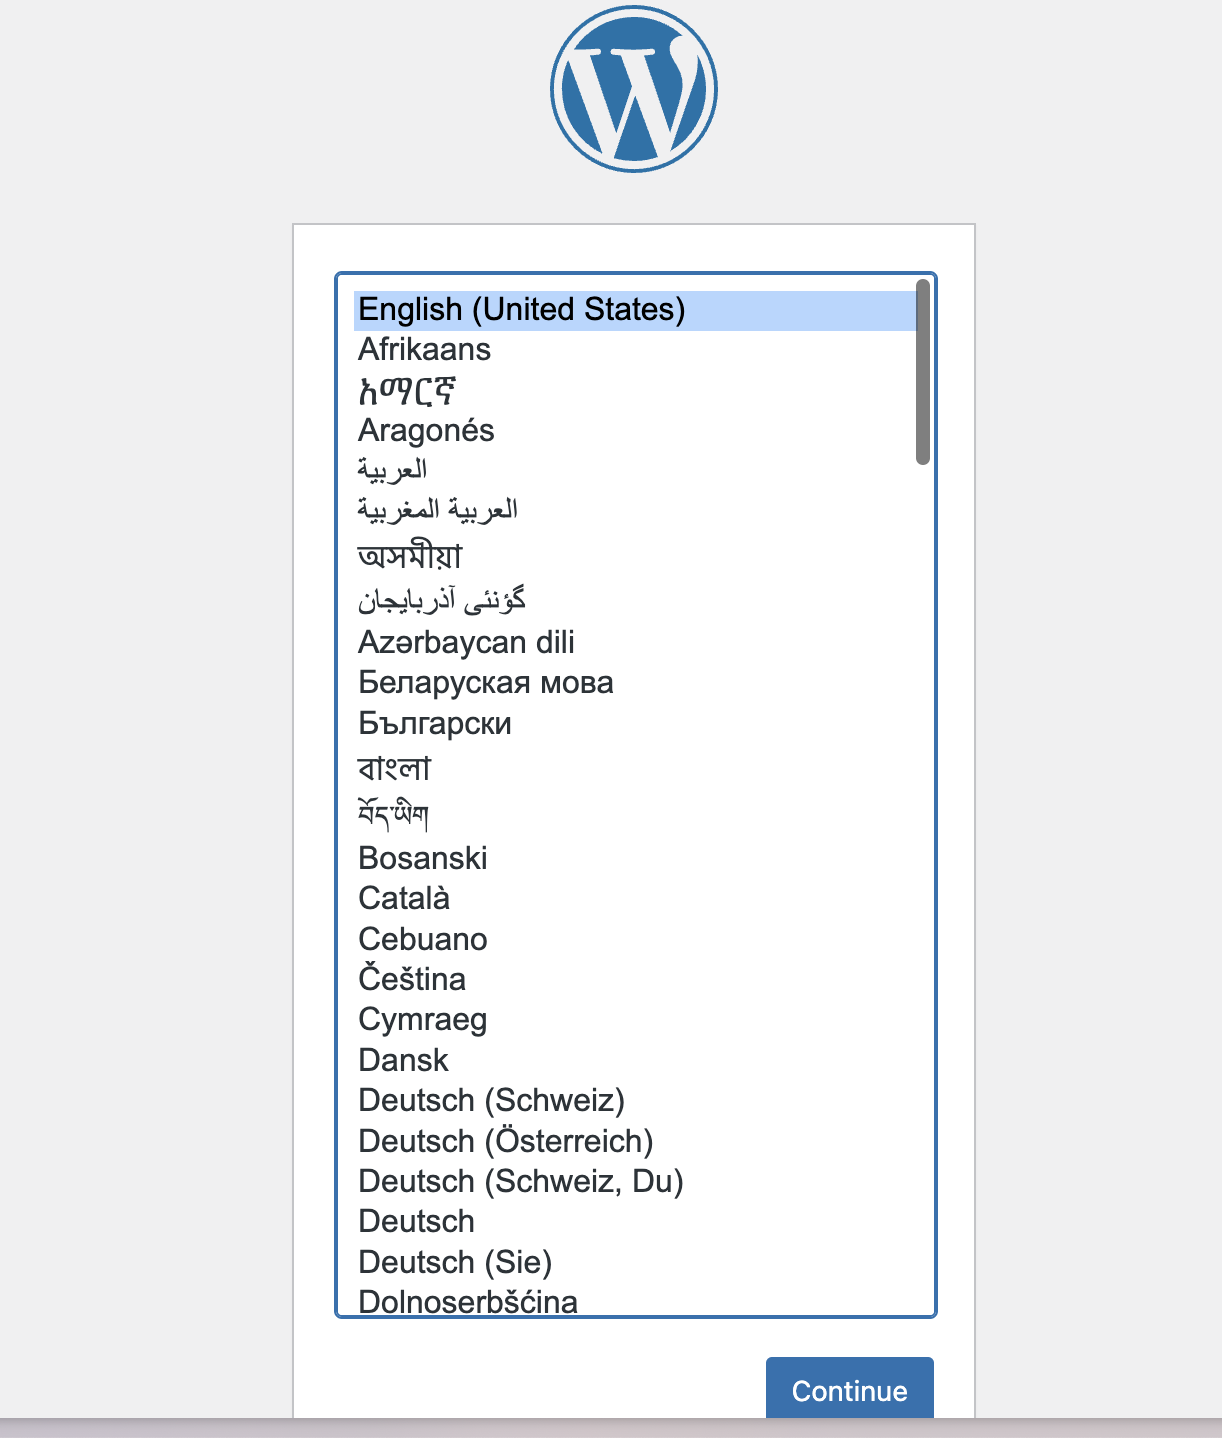 English (United States)
Afrikaans
አማርኛ
Aragonés
العربية
العربية المغربية
অসমীয়া
گؤنئی آذربایجان
Azərbaycan dili
Беларуская мова
Български
বাংলা
བོད་ཡིག
Bosanski
Català
Cebuano
Čeština
Cymraeg
Dansk
Deutsch (Schweiz)
Deutsch (Österreich)
Deutsch (Schweiz, Du)
Deutsch
Deutsch (Sie)
Dolnoserbšćina
Continue